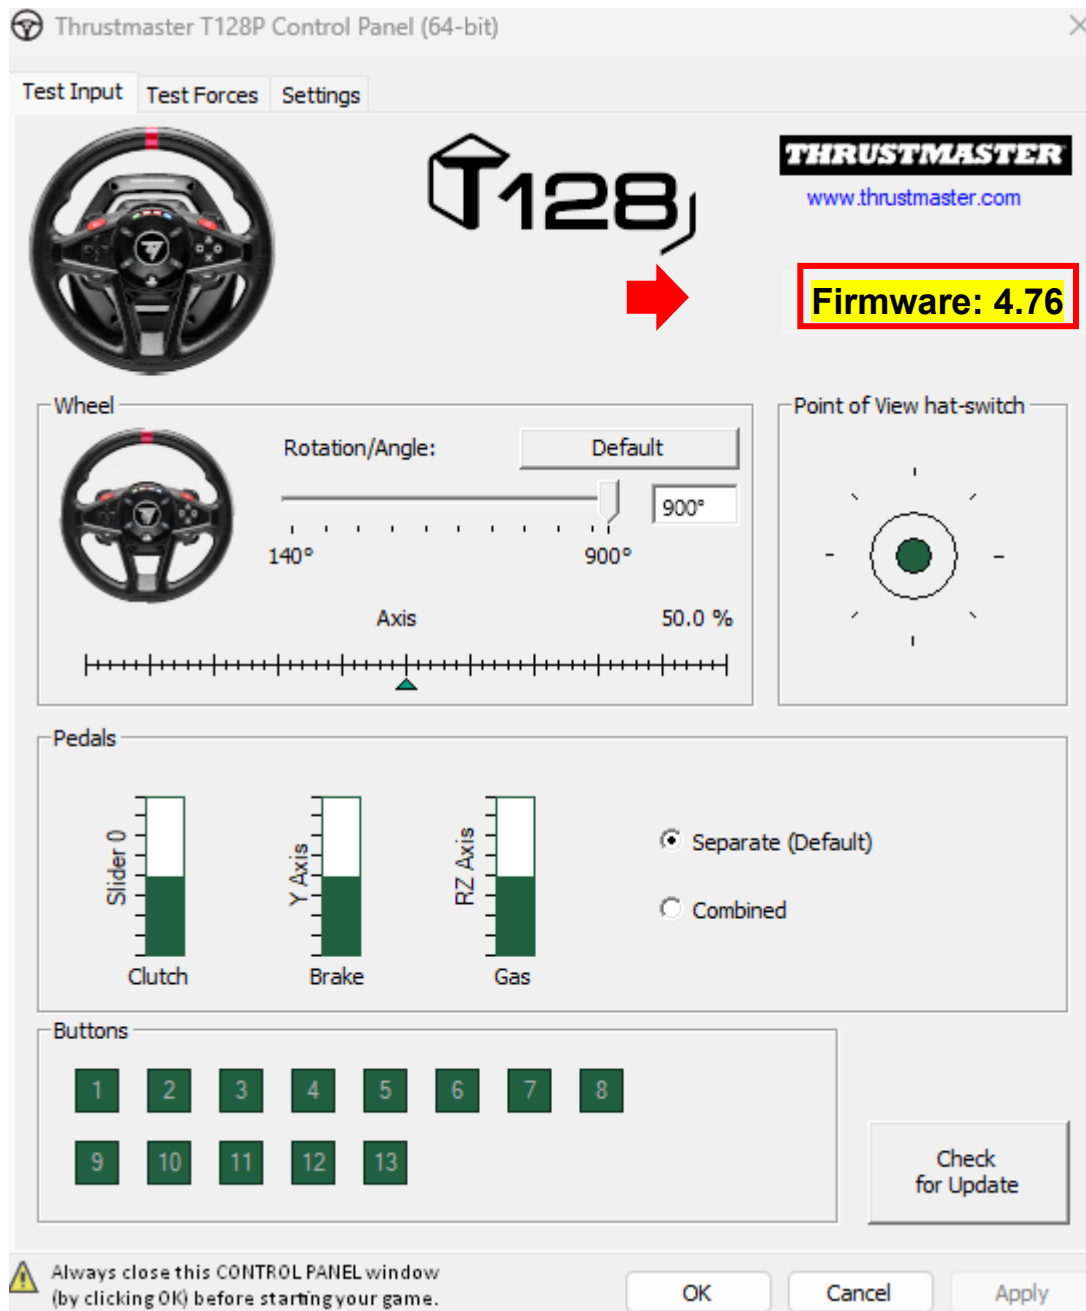 Thrustmaster T128P Control Panel (64-bit)
Test Input Test Forces Settings
T128
THRUSTMASTER
www.thrustmaster.com
Firmware: 4.76
Wheel
Rotation/Angle:
Default
900°
140°
900°
Axis
50.0 %
Point of View hat-switch
Pedals
Slider 0
Clutch
Y Axis
Brake
RZ Axis
Gas
Separate (Default)
Combined
Buttons
1 2 3 4 5 6 7 8
9 10 11 12 13
Check
for Update
Always close this CONTROL PANEL window
(by clicking OK) before starting your game.
OK
Cancel
Apply